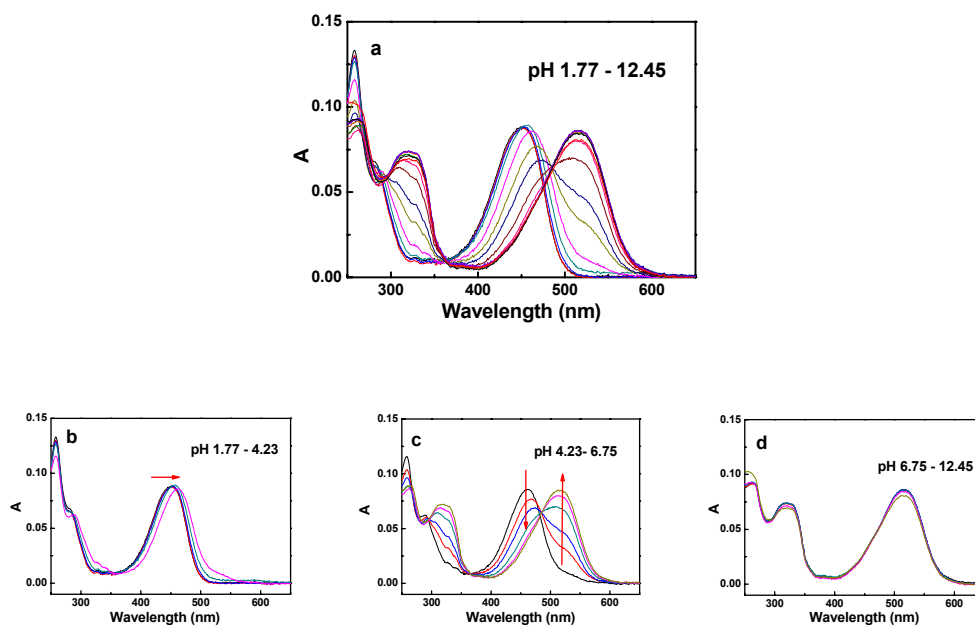 a
pH 1.77 - 12.45
A
0.15
0.10
0.05
0.00
300 400 500 600
Wavelength (nm)
b
pH 1.77 - 4.23
A
0.15
0.10
0.05
0.00
300 400 500 600
Wavelength (nm)
c
pH 4.23- 6.75
A
0.15
0.10
0.05
0.00
300 400 500 600
Wavelength (nm)
d
pH 6.75 - 12.45
A
0.15
0.10
0.05
0.00
300 400 500 600
Wavelength (nm)